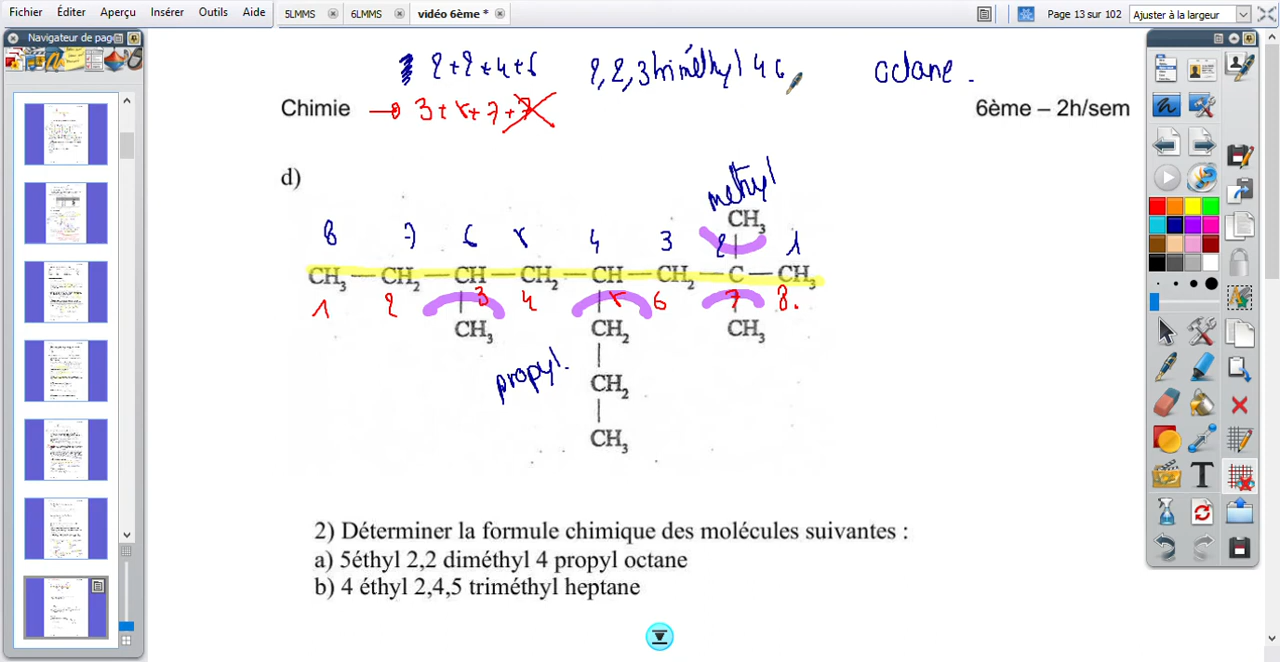 Fichier Éditer Aperçu Insérer Outils Aide
5LMMS 6LMMS vidéo 6ème *
Page 13 sur 102 Ajuster à la largeur
Navigateur de page
2+2+4+6 2,2,3triméthyl 4 6 octane .
Chimie → 3+5+7+7 6ème – 2h/sem
d)
méthyl
CH3
8 7 6 5 4 3 2 1
CH3 — CH2 — CH — CH2 — CH — CH2 — C — CH3
1 2 3 4 5 6 7 8.
CH3 CH2 CH3
propyl.
CH2
CH3
2) Déterminer la formule chimique des molécules suivantes :
a) 5éthyl 2,2 diméthyl 4 propyl octane
b) 4 éthyl 2,4,5 triméthyl heptane